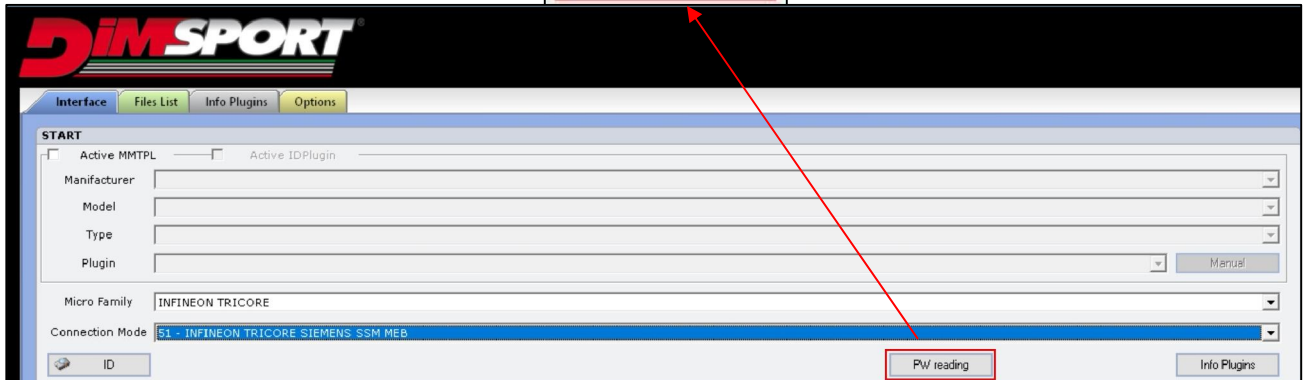 DIMSPORT®
Interface Files List Info Plugins Options
START
Active MMTPL Active IDPlugin
Manifacturer
Model
Type
Plugin Manual
Micro Family INFINEON TRICORE
Connection Mode 51 - INFINEON TRICORE SIEMENS SSM MEB
ID PW reading Info Plugins